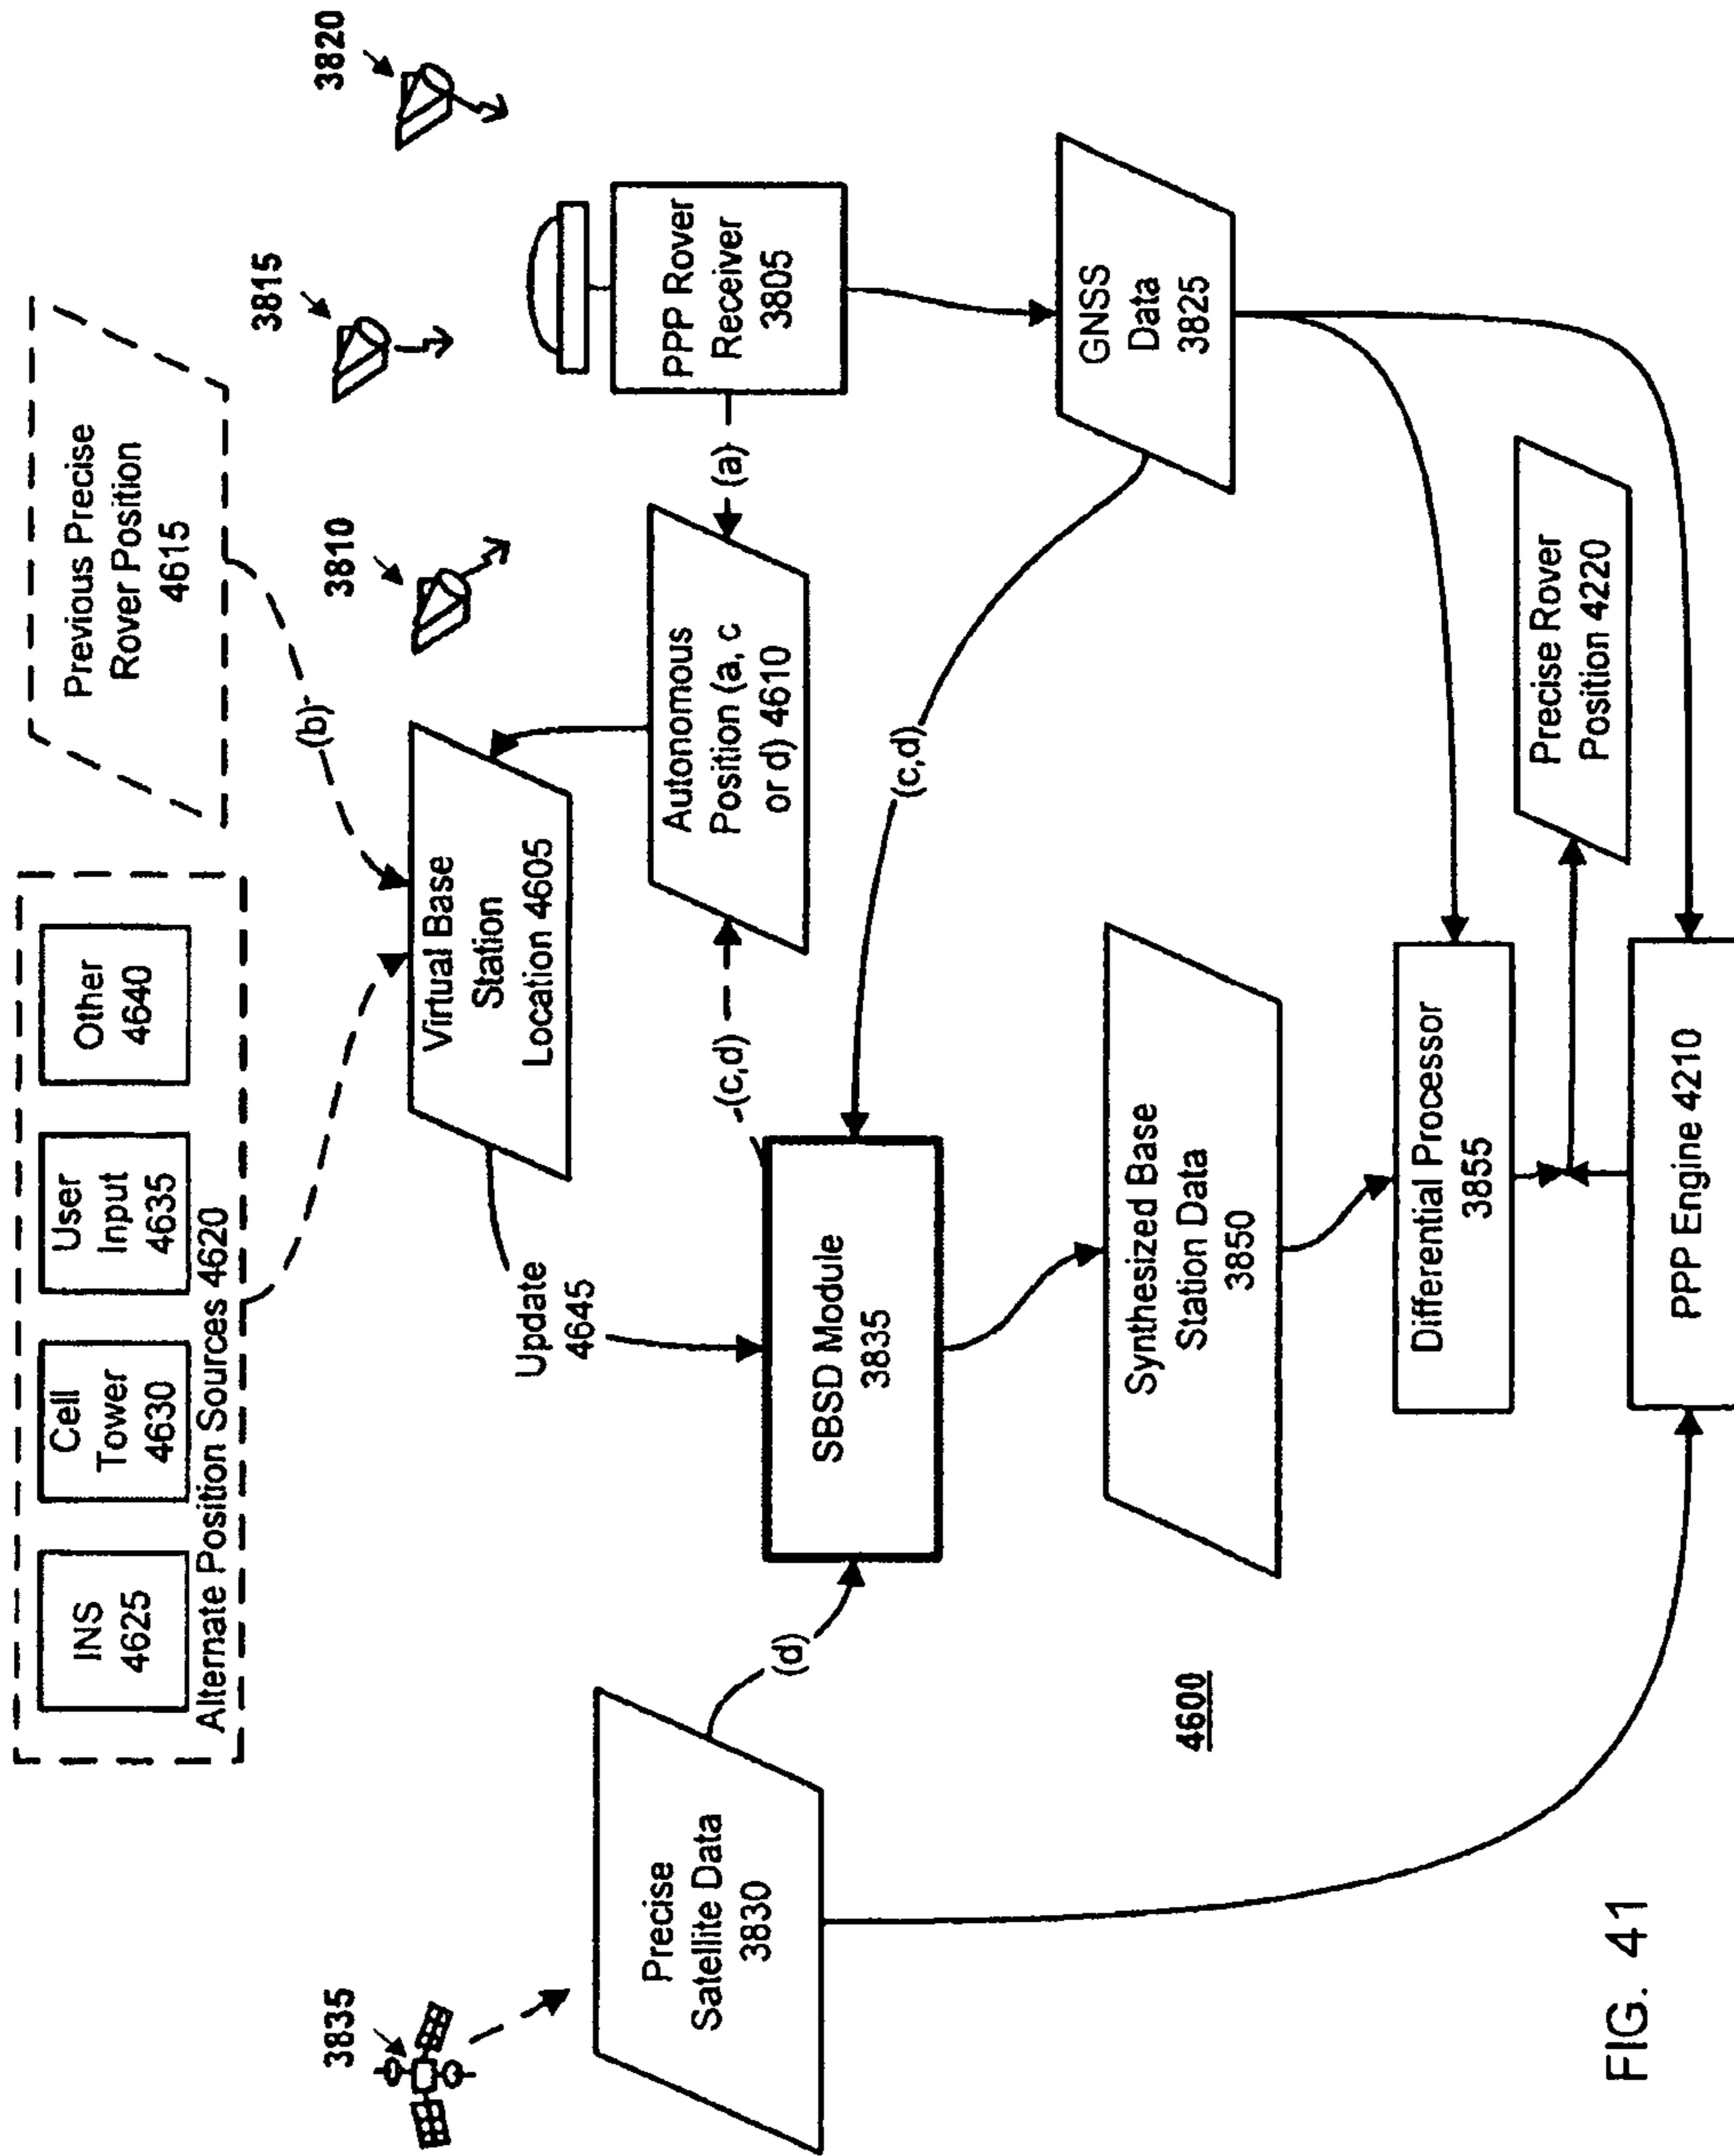 INS
4625
Cell
Tower
4630
User
Input
4635
Other
4640
Alternate Position Sources 4620
Previous Precise
Rover Position
4615
3835
3810
3815
3820
(b)
Virtual Base
Station
Location 4605
Autonomous
Position (a, c
or d) 4610
(a)
PPP Rover
Receiver
3805
Update
4645
(c,d)
(c,d)
Precise
Satellite Data
3830
(d)
SBSD Module
3835
GNSS
Data
3825
4600
Synthesized Base
Station Data
3850
Differential Processor
3855
Precise Rover
Position 4220
PPP Engine 4210
FIG. 41